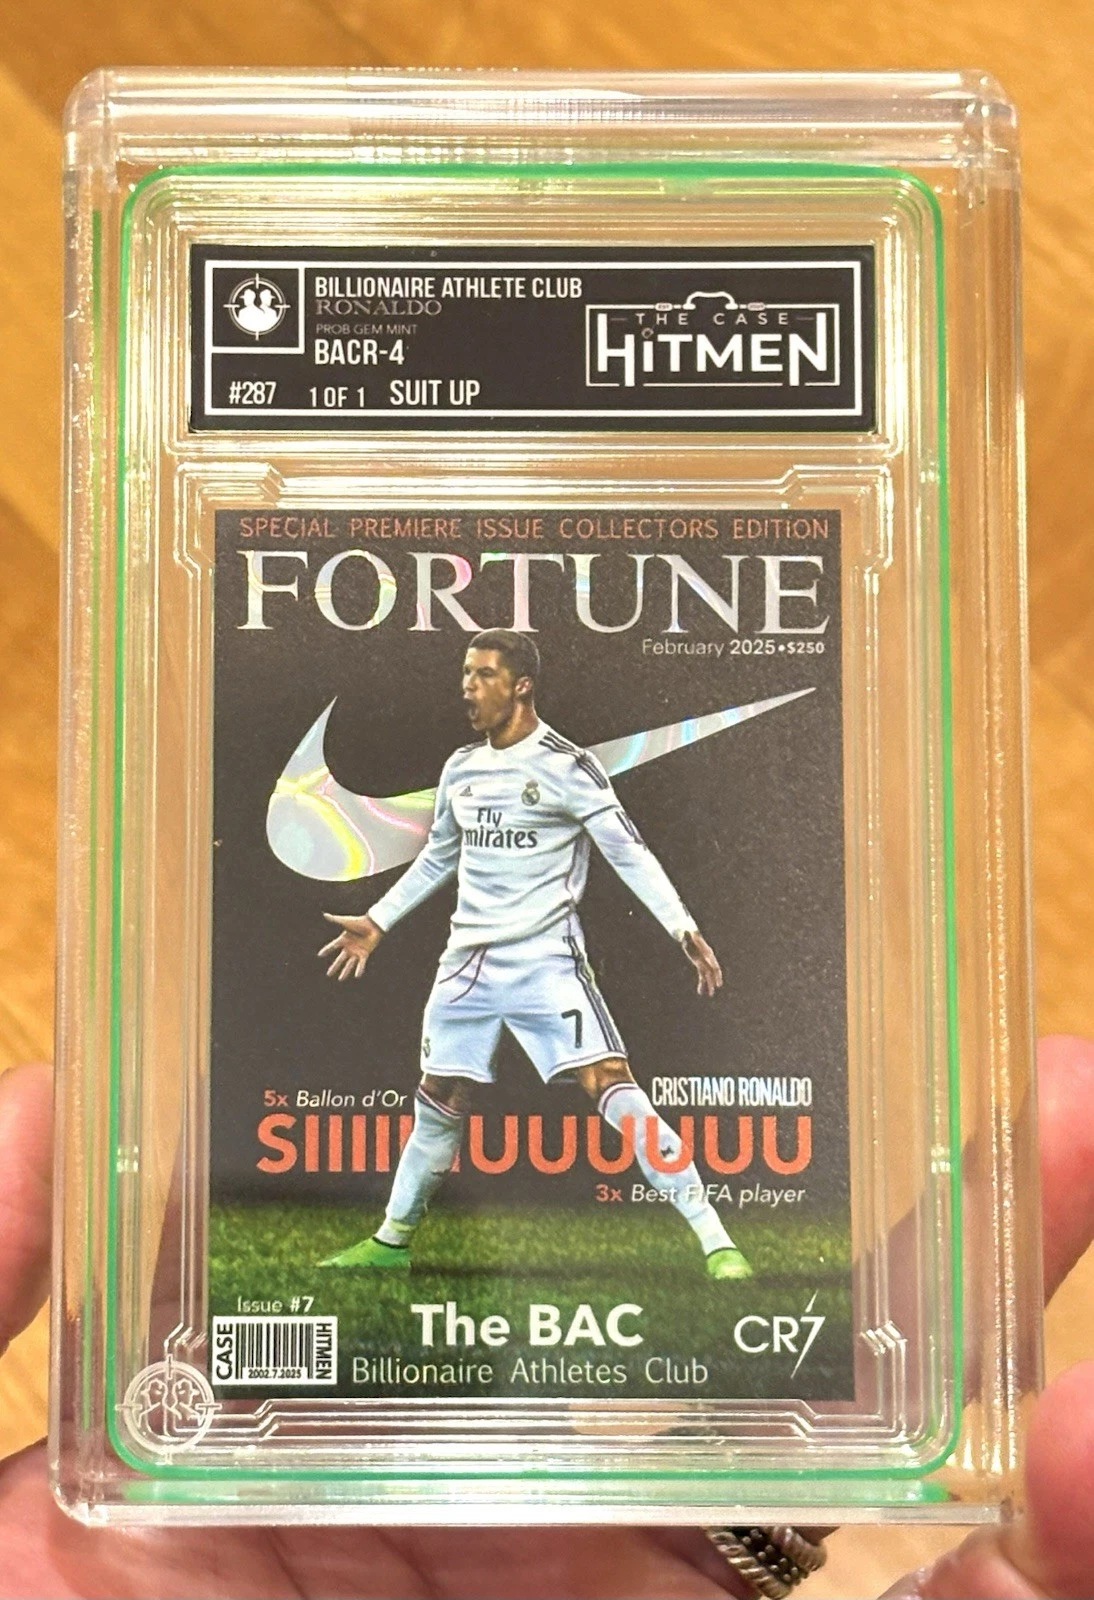 BILLIONAIRE ATHLETE CLUB
RONALDO
PROB GEM MINT
BACR-4
#287 1 OF 1 SUIT UP
THE CASE
HiTMEN
SPECIAL PREMIERE ISSUE COLLECTORS EDITION
FORTUNE
February 2025•$250
Fly
Emirates
7
5x Ballon d'Or
CRISTIANO RONALDO
SIIIII UUUUUUU
3x Best FIFA player
Issue #7
CASE
HITMEN
2002.7.2025
The BAC
Billionaire Athletes Club
CR7